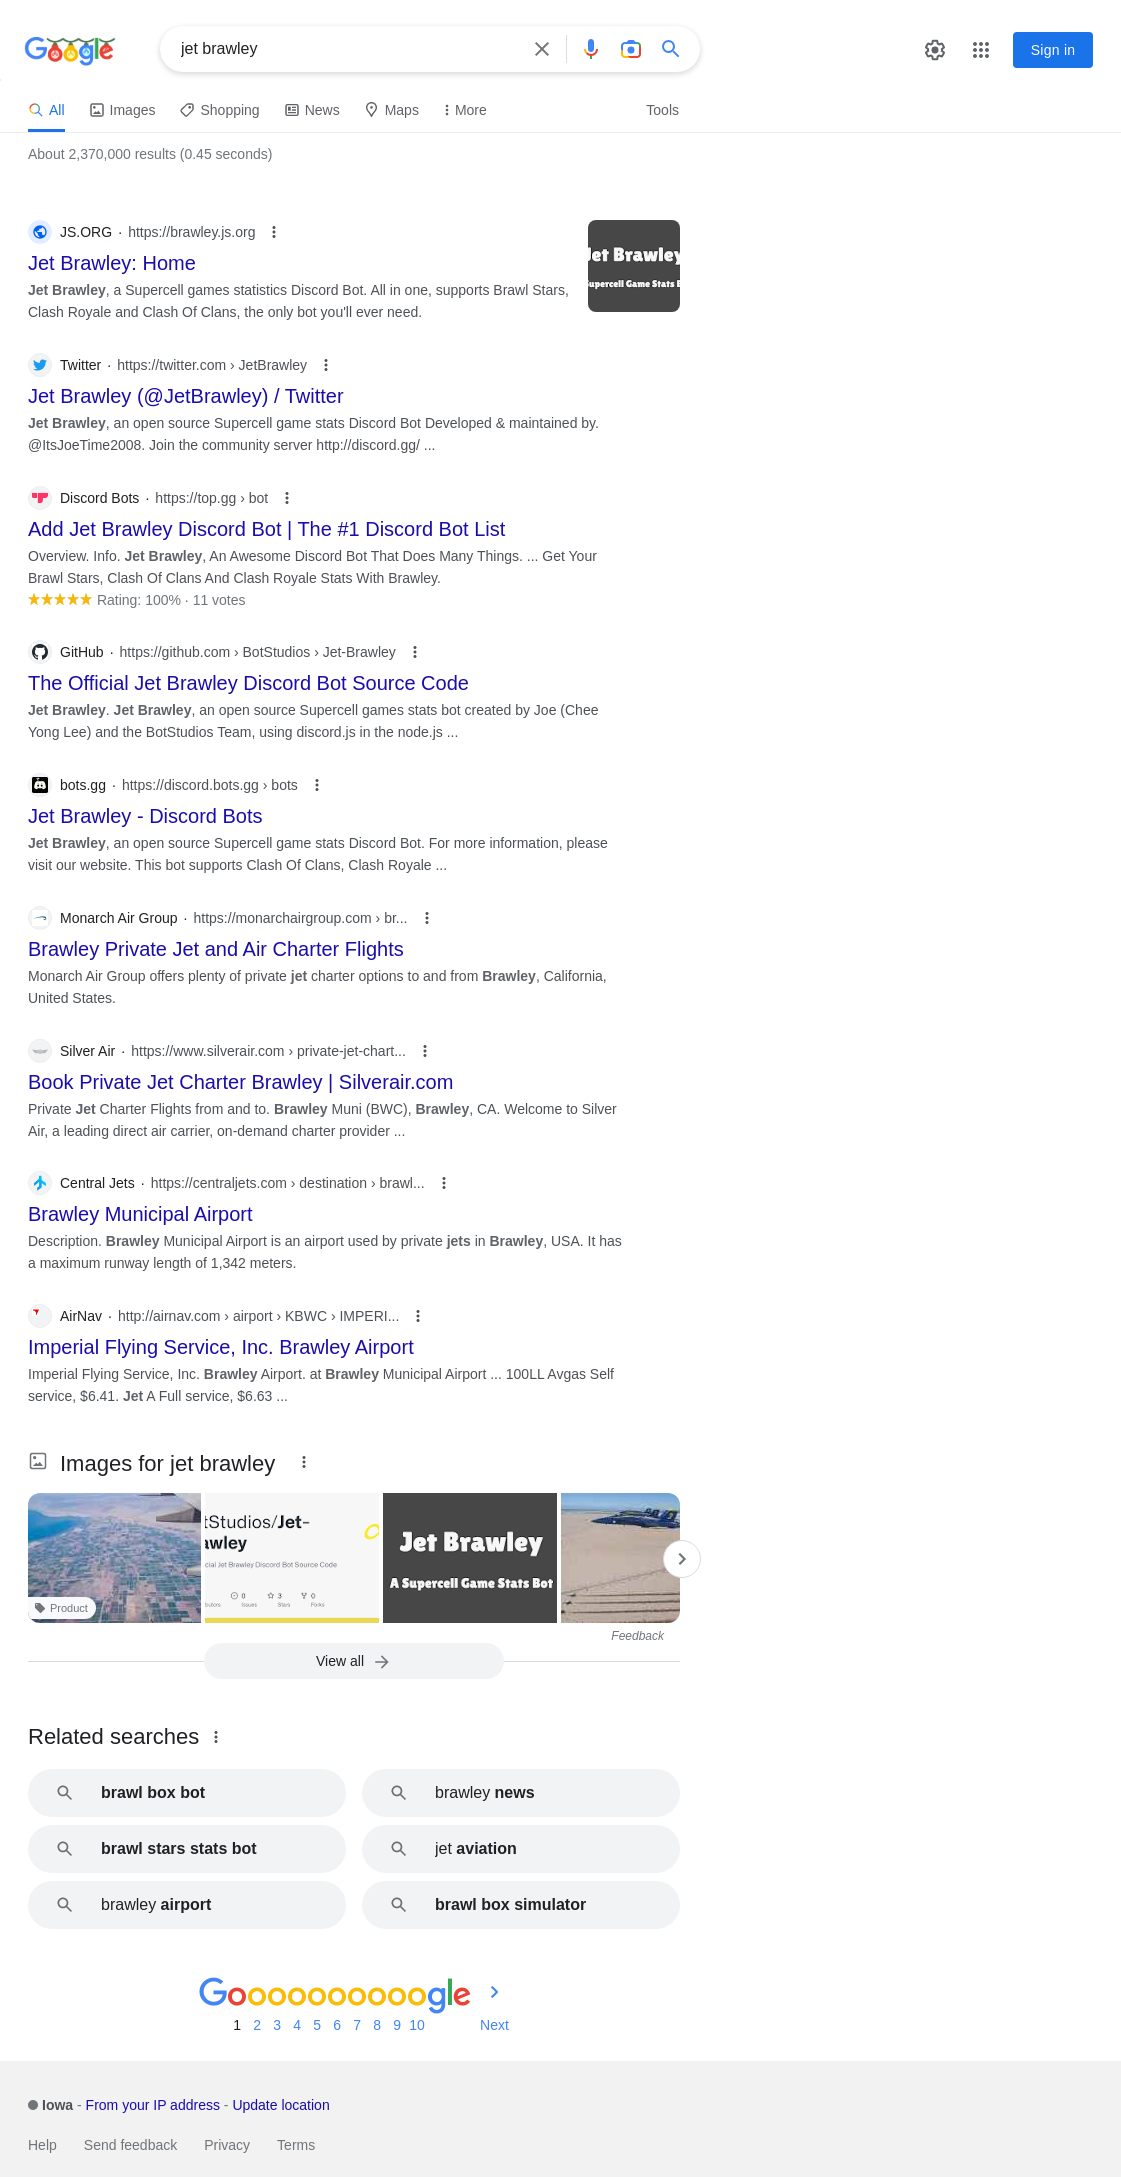 Google
jet brawley
Sign in
All
Images
Shopping
News
Maps
More
Tools
About 2,370,000 results (0.45 seconds)
JS.ORG · https://brawley.js.org
Jet Brawley: Home
Jet Brawley, a Supercell games statistics Discord Bot. All in one, supports Brawl Stars,
Clash Royale and Clash Of Clans, the only bot you'll ever need.
Jet Brawley
Supercell Game Stats B
Twitter · https://twitter.com › JetBrawley
Jet Brawley (@JetBrawley) / Twitter
Jet Brawley, an open source Supercell game stats Discord Bot Developed & maintained by.
@ItsJoeTime2008. Join the community server http://discord.gg/ ...
Discord Bots · https://top.gg › bot
Add Jet Brawley Discord Bot | The #1 Discord Bot List
Overview. Info. Jet Brawley, An Awesome Discord Bot That Does Many Things. ... Get Your
Brawl Stars, Clash Of Clans And Clash Royale Stats With Brawley.
Rating: 100% · 11 votes
GitHub · https://github.com › BotStudios › Jet-Brawley
The Official Jet Brawley Discord Bot Source Code
Jet Brawley. Jet Brawley, an open source Supercell games stats bot created by Joe (Chee
Yong Lee) and the BotStudios Team, using discord.js in the node.js ...
bots.gg · https://discord.bots.gg › bots
Jet Brawley - Discord Bots
Jet Brawley, an open source Supercell game stats Discord Bot. For more information, please
visit our website. This bot supports Clash Of Clans, Clash Royale ...
Monarch Air Group · https://monarchairgroup.com › br...
Brawley Private Jet and Air Charter Flights
Monarch Air Group offers plenty of private jet charter options to and from Brawley, California,
United States.
Silver Air · https://www.silverair.com › private-jet-chart...
Book Private Jet Charter Brawley | Silverair.com
Private Jet Charter Flights from and to. Brawley Muni (BWC), Brawley, CA. Welcome to Silver
Air, a leading direct air carrier, on-demand charter provider ...
Central Jets · https://centraljets.com › destination › brawl...
Brawley Municipal Airport
Description. Brawley Municipal Airport is an airport used by private jets in Brawley, USA. It has
a maximum runway length of 1,342 meters.
AirNav · http://airnav.com › airport › KBWC › IMPERI...
Imperial Flying Service, Inc. Brawley Airport
Imperial Flying Service, Inc. Brawley Airport. at Brawley Municipal Airport ... 100LL Avgas Self
service, $6.41. Jet A Full service, $6.63 ...
Images for jet brawley
Product
tStudios/Jet-
awley
cial Jet Brawley Discord Bot Source Code
0 3 0
butors Issues Stars Forks
Jet Brawley
A Supercell Game Stats Bot
Feedback
View all
Related searches
brawl box bot
brawley news
brawl stars stats bot
jet aviation
brawley airport
brawl box simulator
Goooooooooogle
1 2 3 4 5 6 7 8 9 10 Next
Iowa - From your IP address - Update location
Help Send feedback Privacy Terms